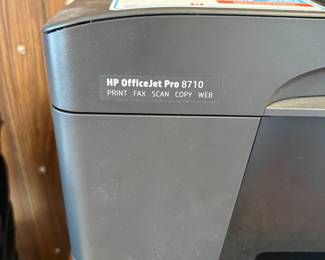 HP OfficeJet Pro 8710
PRINT FAX SCAN COPY WEB